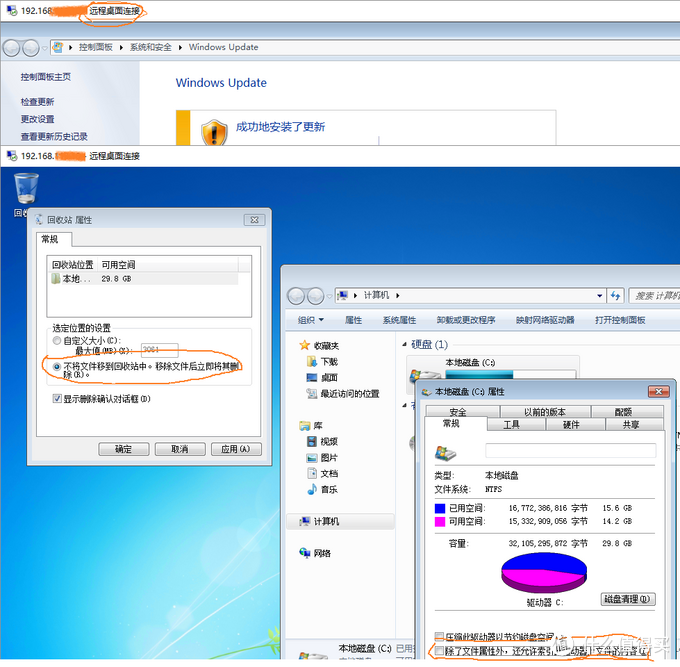 192.168. 远程桌面连接
控制面板 系统和安全 Windows Update
控制面板主页
检查更新
更改设置
查看更新历史记录
Windows Update
成功地安装了更新
192.168. 远程桌面连接
回收站 属性
常规
回收站位置 可用空间
本地... 29.8 GB
选定位置的设置
自定义大小(C):
最大值(MB)(X):
不将文件移到回收站中。移除文件后立即将其删
除(R)。
显示删除确认对话框(D)
确定 取消 应用(A)
计算机
搜索 计算机
组织 属性 系统属性 卸载或更改程序 映射网络驱动器 打开控制面板
收藏夹
下载
桌面
最近访问的位置
库
视频
图片
文档
音乐
计算机
网络
硬盘 (1)
本地磁盘 (C:)
本地磁盘 (C:) 属性
安全 以前的版本 配额
常规 工具 硬件 共享
类型: 本地磁盘
文件系统: NTFS
已用空间: 16,772,386,816 字节 15.6 GB
可用空间: 15,332,909,056 字节 14.2 GB
容量: 32,105,295,872 字节 29.8 GB
驱动器 C: 磁盘清理(D)
压缩此驱动器以节约磁盘空间
除了文件属性外，还允许索引此驱动器上文件的内容
本地磁盘 (C:) 已用
什么值得买